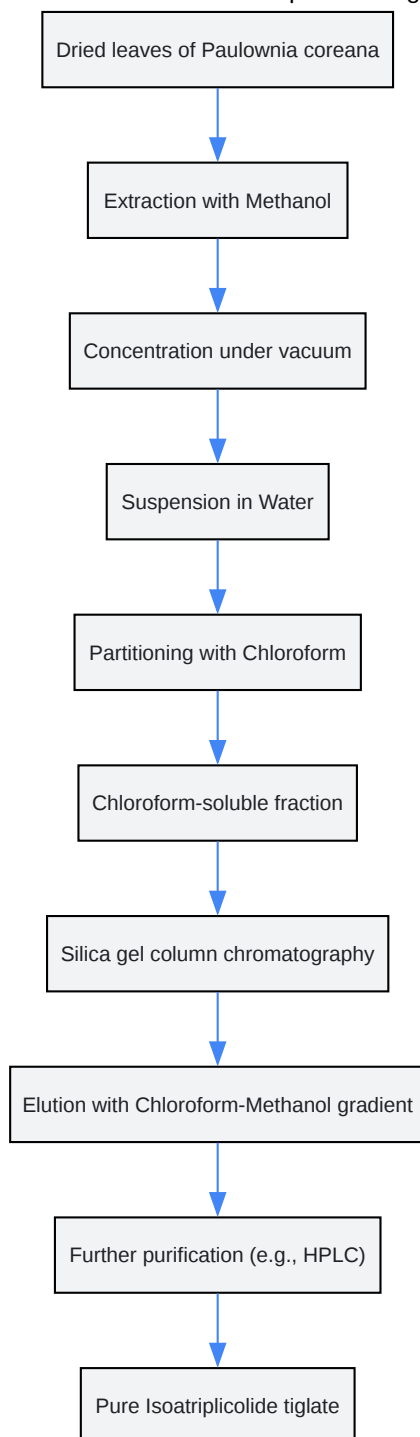 Dried leaves of Paulownia coreana
Extraction with Methanol
Concentration under vacuum
Suspension in Water
Partitioning with Chloroform
Chloroform-soluble fraction
Silica gel column chromatography
Elution with Chloroform-Methanol gradient
Further purification (e.g., HPLC)
Pure Isoatriplicolide tiglate